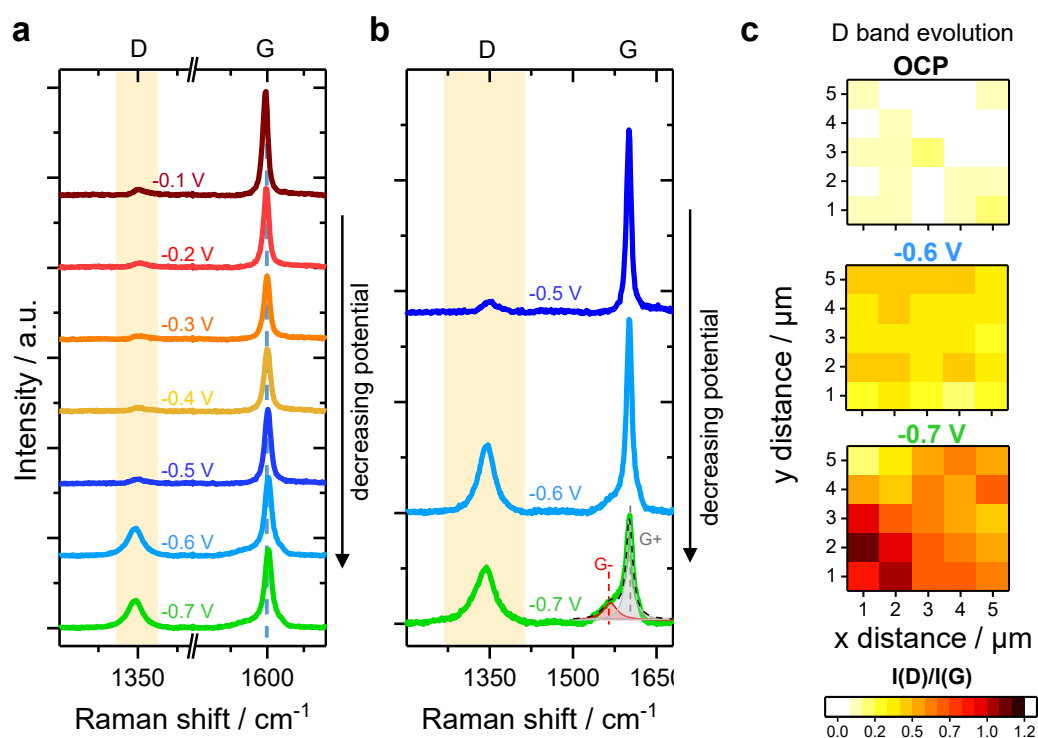 a
D
G
-0.1 V
-0.2 V
-0.3 V
-0.4 V
-0.5 V
-0.6 V
-0.7 V
Intensity / a.u.
decreasing potential
1350
1600
Raman shift / cm⁻¹
b
D
G
-0.5 V
-0.6 V
-0.7 V
G-
G+
decreasing potential
1350
1500
1650
Raman shift / cm⁻¹
c
D band evolution
OCP
5
4
3
2
1
-0.6 V
5
4
3
2
1
-0.7 V
5
4
3
2
1
y distance / μm
1 2 3 4 5
x distance / μm
I(D)/I(G)
0.0 0.2 0.5 0.7 1.0 1.2